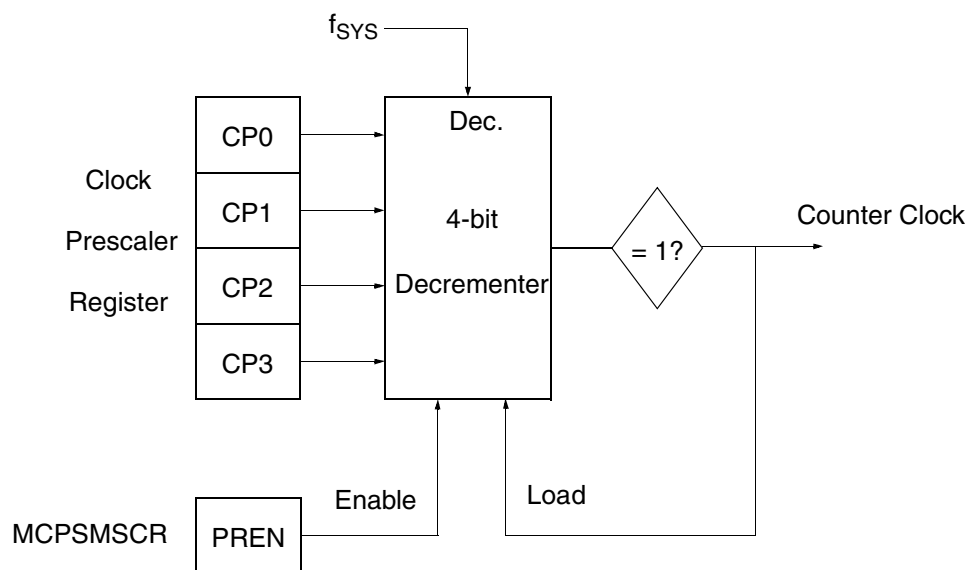 fSYS
CP0
CP1
CP2
CP3
Clock
Prescaler
Register
Dec.
4-bit
Decrementer
= 1?
Counter Clock
Enable
Load
MCPSMSCR
PREN